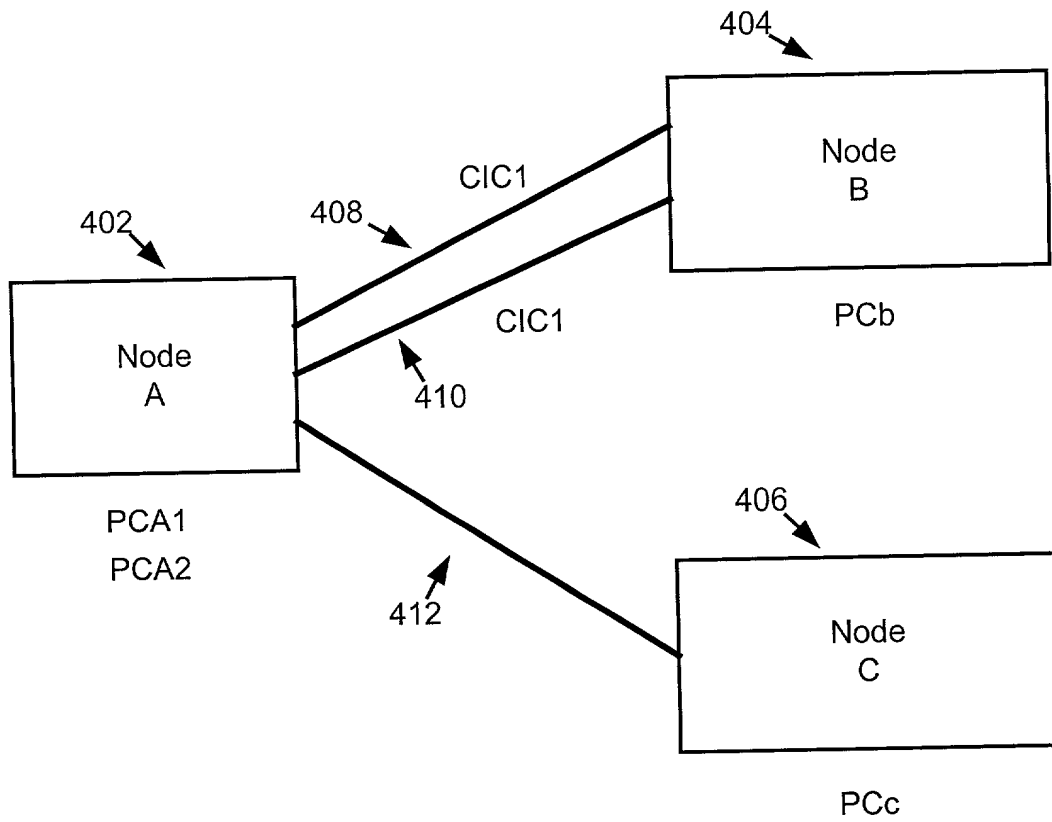 404
Node
B
CIC1
408
402
CIC1
PCb
Node
A
410
PCA1
PCA2
406
412
Node
C
PCc